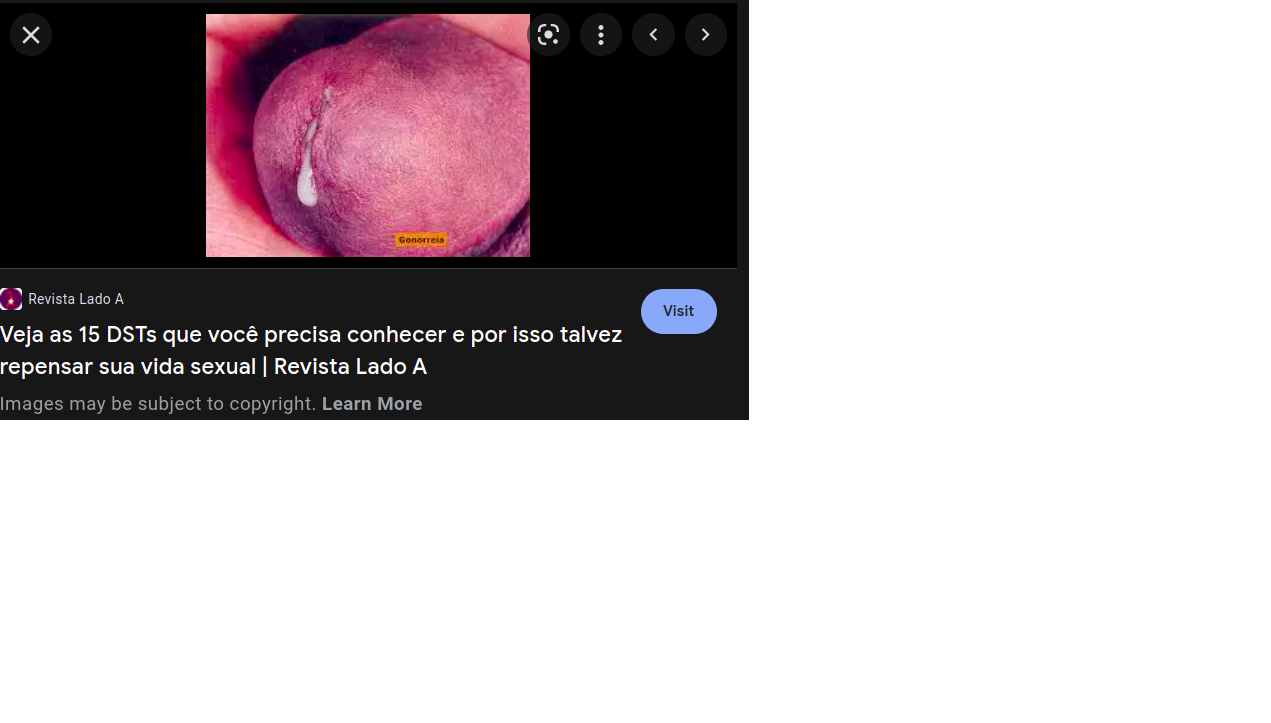 Gonorreia
Revista Lado A
Visit
Veja as 15 DSTs que você precisa conhecer e por isso talvez
repensar sua vida sexual | Revista Lado A
Images may be subject to copyright. Learn More